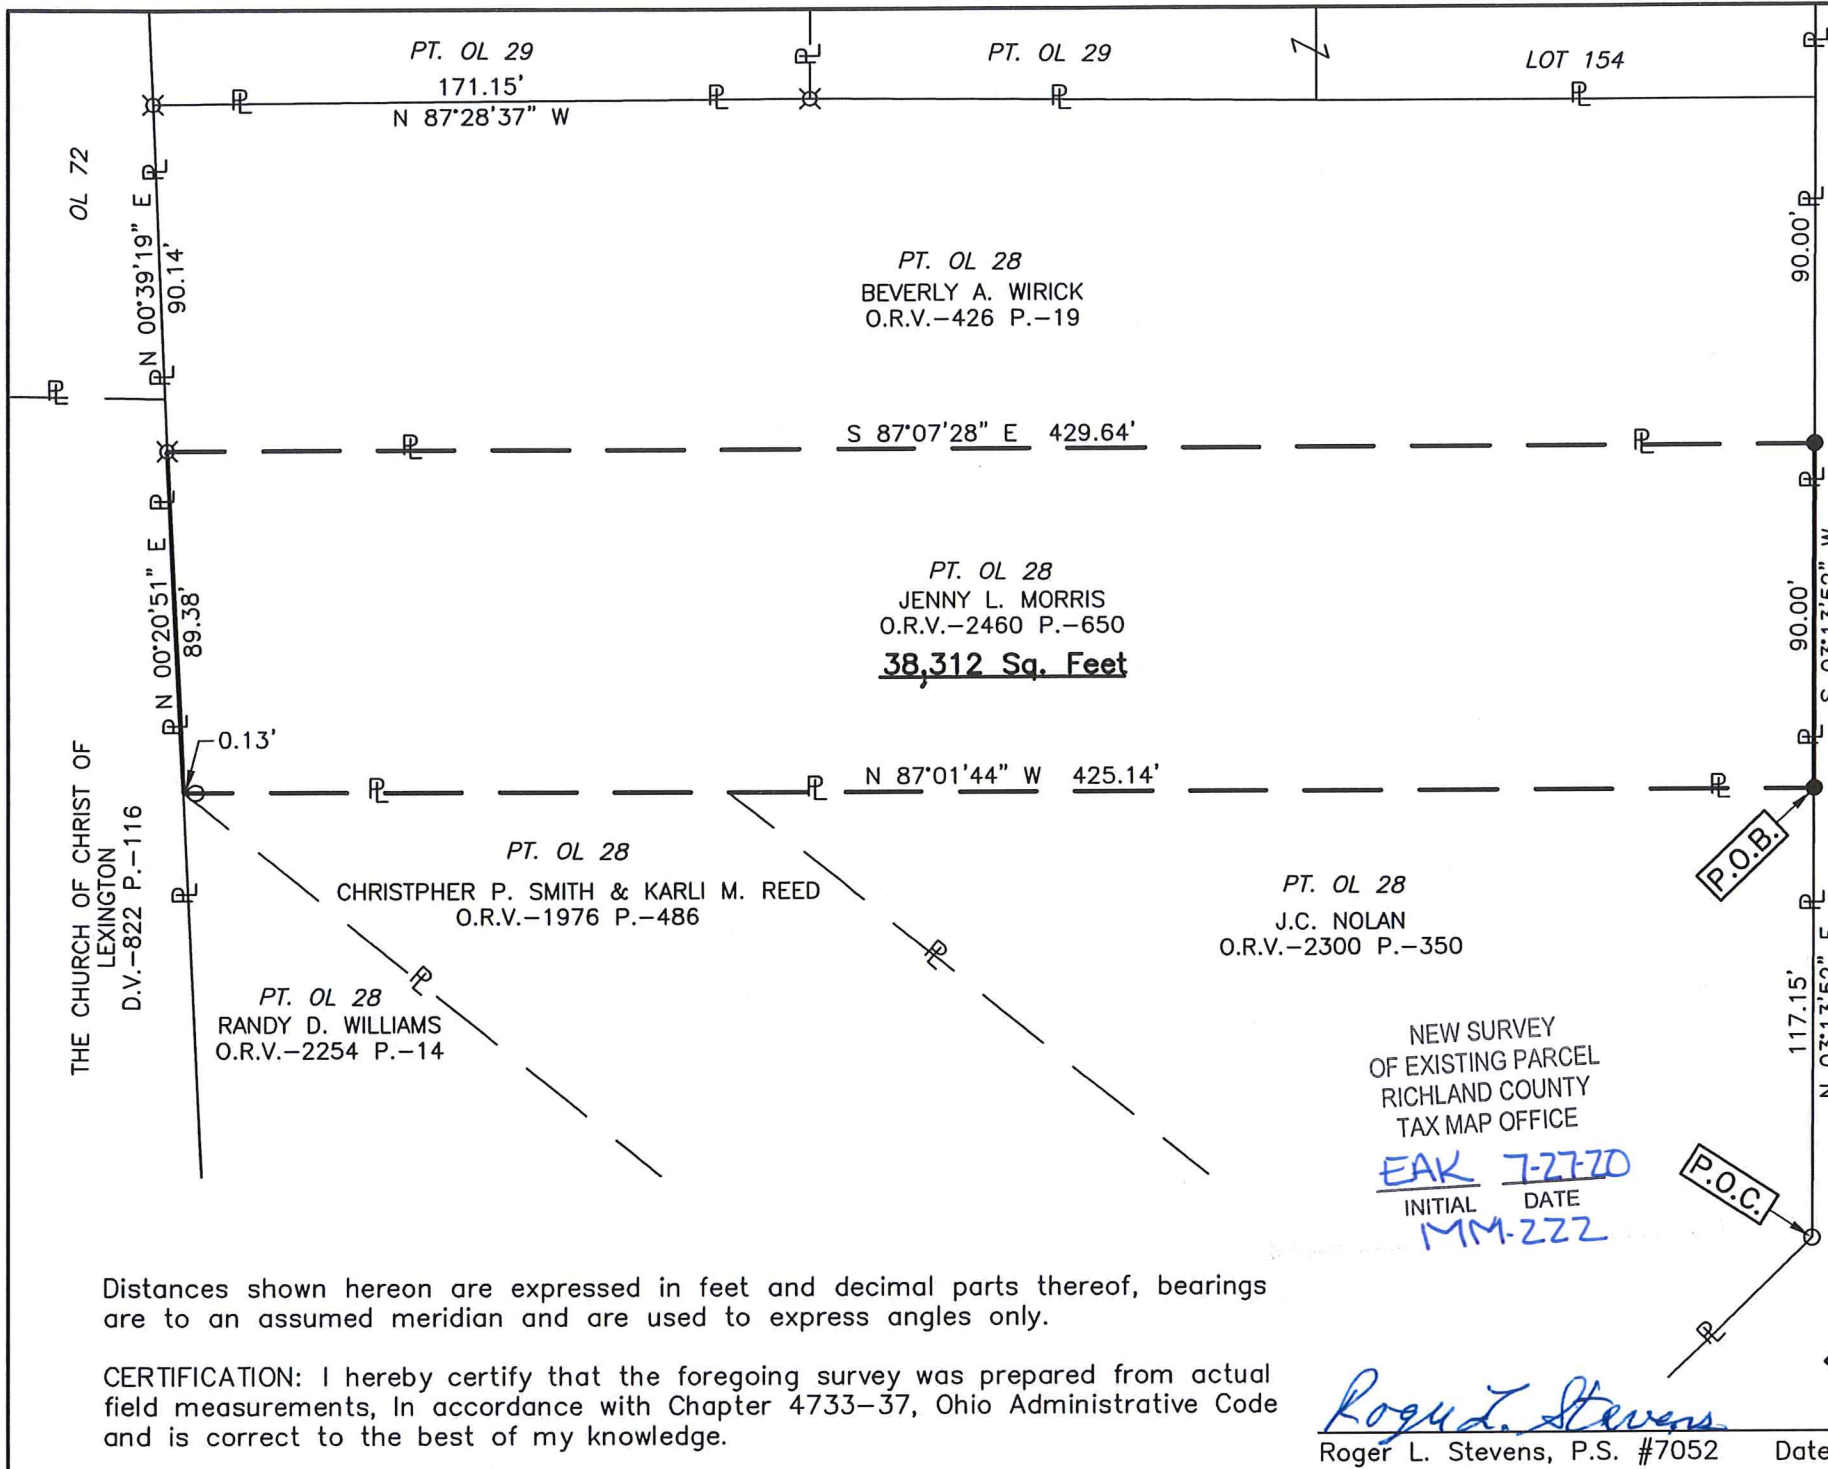 PT. OL 29
171.15'
N 87°28'37" W
PT. OL 29
LOT 154
OL 72
N 00°39'19" E
90.14'
PT. OL 28
BEVERLY A. WIRICK
O.R.V.-426 P.-19
90.00'
S 87°07'28" E 429.64'
N 00°20'51" E
89.38'
PT. OL 28
JENNY L. MORRIS
O.R.V.-2460 P.-650
38,312 Sq. Feet
90.00'
0.13'
N 87°01'44" W 425.14'
P.O.B.
THE CHURCH OF CHRIST OF
LEXINGTON
D.V.-822 P.-116
PT. OL 28
CHRISTPHER P. SMITH & KARLI M. REED
O.R.V.-1976 P.-486
PT. OL 28
J.C. NOLAN
O.R.V.-2300 P.-350
PT. OL 28
RANDY D. WILLIAMS
O.R.V.-2254 P.-14
117.15'
NEW SURVEY
OF EXISTING PARCEL
RICHLAND COUNTY
TAX MAP OFFICE
EAK 7-27-20
INITIAL DATE
MM-222
P.O.C.
Distances shown hereon are expressed in feet and decimal parts thereof, bearings
are to an assumed meridian and are used to express angles only.
CERTIFICATION: I hereby certify that the foregoing survey was prepared from actual
field measurements, In accordance with Chapter 4733-37, Ohio Administrative Code
and is correct to the best of my knowledge.
Roger L. Stevens
Roger L. Stevens, P.S. #7052 Date